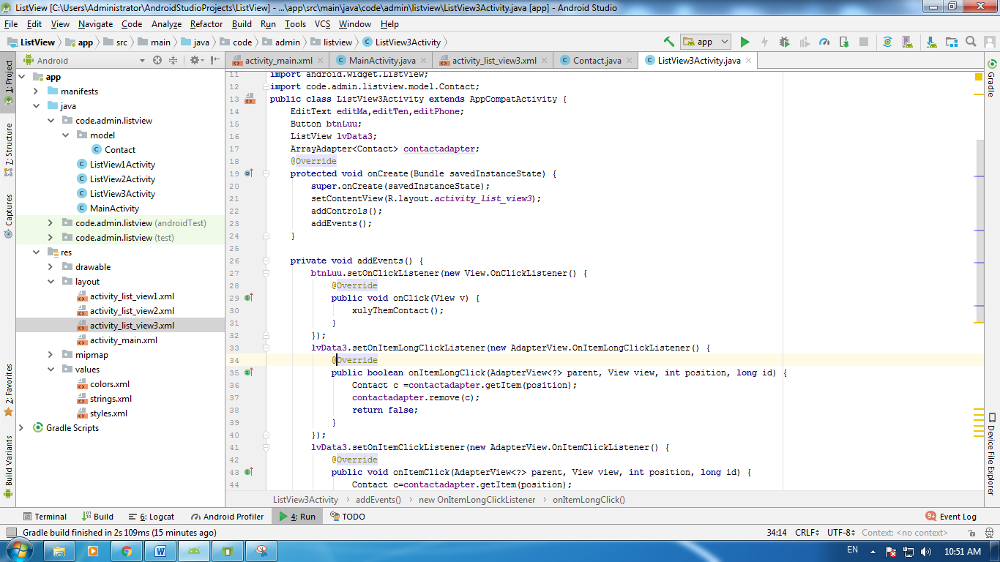 ListView [C:\Users\Administrator\AndroidStudioProjects\ListView] - ...\app\src\main\java\code\admin\listview\ListView3Activity.java [app] - Android Studio
File Edit View Navigate Code Analyze Refactor Build Run Tools VCS Window Help
ListView app src main java code admin listview ListView3Activity app
Android
activity_main.xml MainActivity.java activity_list_view3.xml Contact.java ListView3Activity.java
1: Project
7: Structure
Captures
2: Favorites
Build Variants
app
manifests
java
code.admin.listview
model
Contact
ListView1Activity
ListView2Activity
ListView3Activity
MainActivity
code.admin.listview (androidTest)
code.admin.listview (test)
res
drawable
layout
activity_list_view1.xml
activity_list_view2.xml
activity_list_view3.xml
activity_main.xml
mipmap
values
colors.xml
strings.xml
styles.xml
Gradle Scripts
11 import android.widget.ListView;
12 import code.admin.listview.model.Contact;
13 public class ListView3Activity extends AppCompatActivity {
14 EditText editMa,editTen,editPhone;
15 Button btnLuu;
16 ListView lvData3;
17 ArrayAdapter<Contact> contactadapter;
18 @Override
19 protected void onCreate(Bundle savedInstanceState) {
20 super.onCreate(savedInstanceState);
21 setContentView(R.layout.activity_list_view3);
22 addControls();
23 addEvents();
24 }
25
26 private void addEvents() {
27 btnLuu.setOnClickListener(new View.OnClickListener() {
28 @Override
29 public void onClick(View v) {
30 xulyThemContact();
31 }
32 });
33 lvData3.setOnItemLongClickListener(new AdapterView.OnItemLongClickListener() {
34 @Override
35 public boolean onItemLongClick(AdapterView<?> parent, View view, int position, long id) {
36 Contact c =contactadapter.getItem(position);
37 contactadapter.remove(c);
38 return false;
39 }
40 });
41 lvData3.setOnItemClickListener(new AdapterView.OnItemClickListener() {
42 @Override
43 public void onItemClick(AdapterView<?> parent, View view, int position, long id) {
44 Contact c=contactadapter.getItem(position);
ListView3Activity addEvents() new OnItemLongClickListener onItemLongClick()
Gradle
Device File Explorer
Terminal Build 6: Logcat Android Profiler 4: Run TODO 9+ Event Log
Gradle build finished in 2s 109ms (15 minutes ago) 34:14 CRLF UTF-8 Context: <no context>
EN 10:51 AM